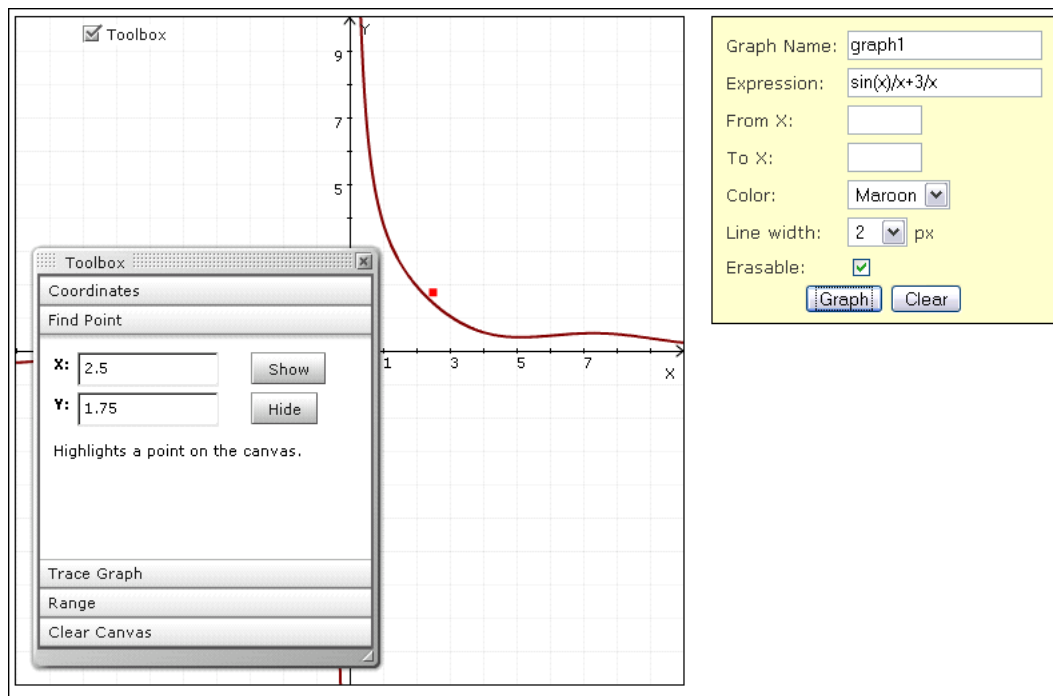 Toolbox
Y
9
7
5
1 3 5 7
X
Toolbox
Coordinates
Find Point
X: 2.5 Show
Y: 1.75 Hide
Highlights a point on the canvas.
Trace Graph
Range
Clear Canvas
Graph Name: graph1
Expression: sin(x)/x+3/x
From X:
To X:
Color: Maroon
Line width: 2 px
Erasable:
Graph Clear